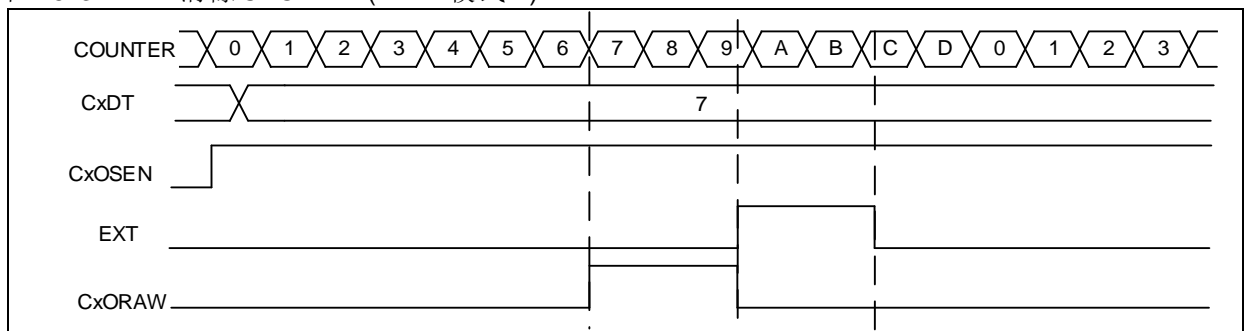 COUNTER 0 1 2 3 4 5 6 7 8 9 A B C D 0 1 2 3
CxDT 7
CxOSEN
EXT
CxORAW